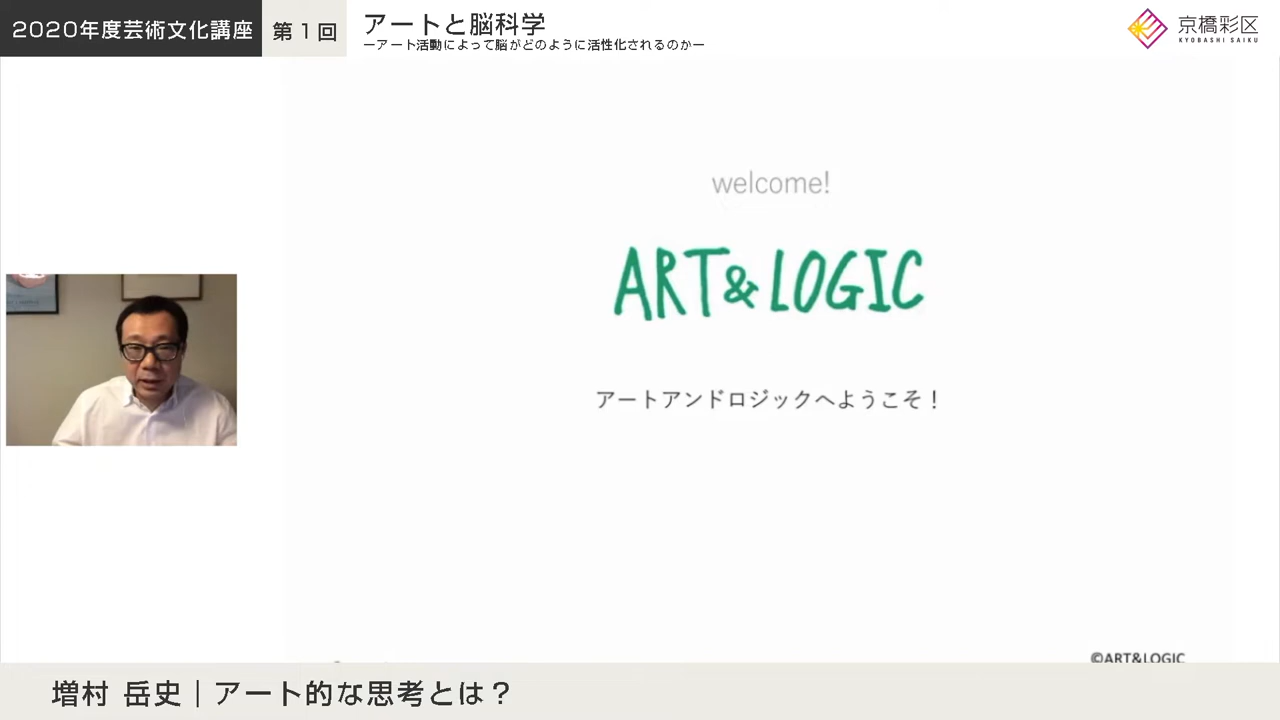 2020年度芸術文化講座
第1回
アートと脳科学
ーアート活動によって脳がどのように活性化されるのかー
京橋彩区
KYOBASHI SAIKU
welcome!
ART&LOGIC
アートアンドロジックへようこそ！
©ART&LOGIC
増村 岳史｜アート的な思考とは？